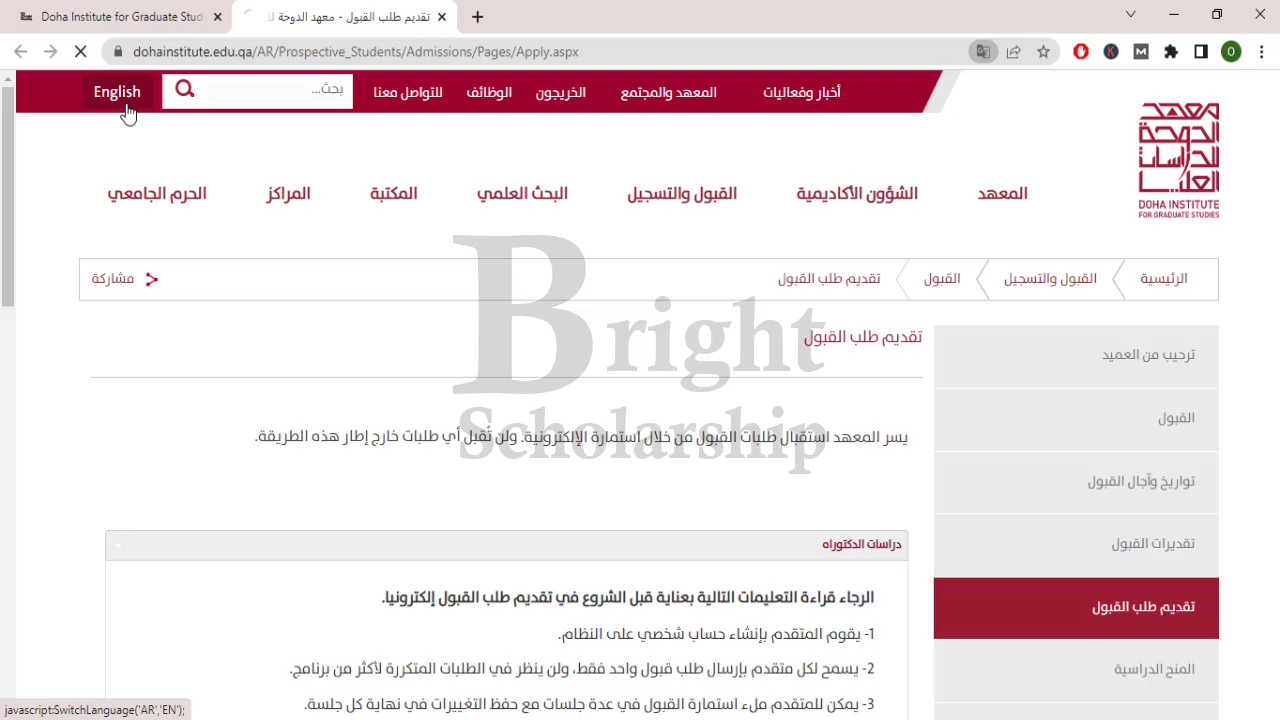 Doha Institute for Graduate Stud
تقديم طلب القبول - معهد الدوحة لل
dohainstitute.edu.qa/AR/Prospective_Students/Admissions/Pages/Apply.aspx
English
بحث...
للتواصل معنا
الوظائف
الخريجون
المعهد والمجتمع
أخبار وفعاليات
معهد
الدوحة
للدراسات
العليا
DOHA INSTITUTE
FOR GRADUATE STUDIES
المعهد
الشؤون الأكاديمية
القبول والتسجيل
البحث العلمي
المكتبة
المراكز
الحرم الجامعي
الرئيسية
القبول والتسجيل
القبول
تقديم طلب القبول
مشاركة
Bright
Scholarship
تقديم طلب القبول
يسر المعهد استقبال طلبات القبول من خلال استمارة الإلكترونية. ولن تُقبل أي طلبات خارج إطار هذه الطريقة.
دراسات الدكتوراه
الرجاء قراءة التعليمات التالية بعناية قبل الشروع في تقديم طلب القبول إلكترونيا.
1- يقوم المتقدم بإنشاء حساب شخصي على النظام.
2- يسمح لكل متقدم بإرسال طلب قبول واحد فقط، ولن ينظر في الطلبات المتكررة لأكثر من برنامج.
3- يمكن للمتقدم ملء استمارة القبول في عدة جلسات مع حفظ التغييرات في نهاية كل جلسة.
ترحيب من العميد
القبول
تواريخ وآجال القبول
تقديرات القبول
تقديم طلب القبول
المنح الدراسية
javascript:SwitchLanguage('AR','EN');